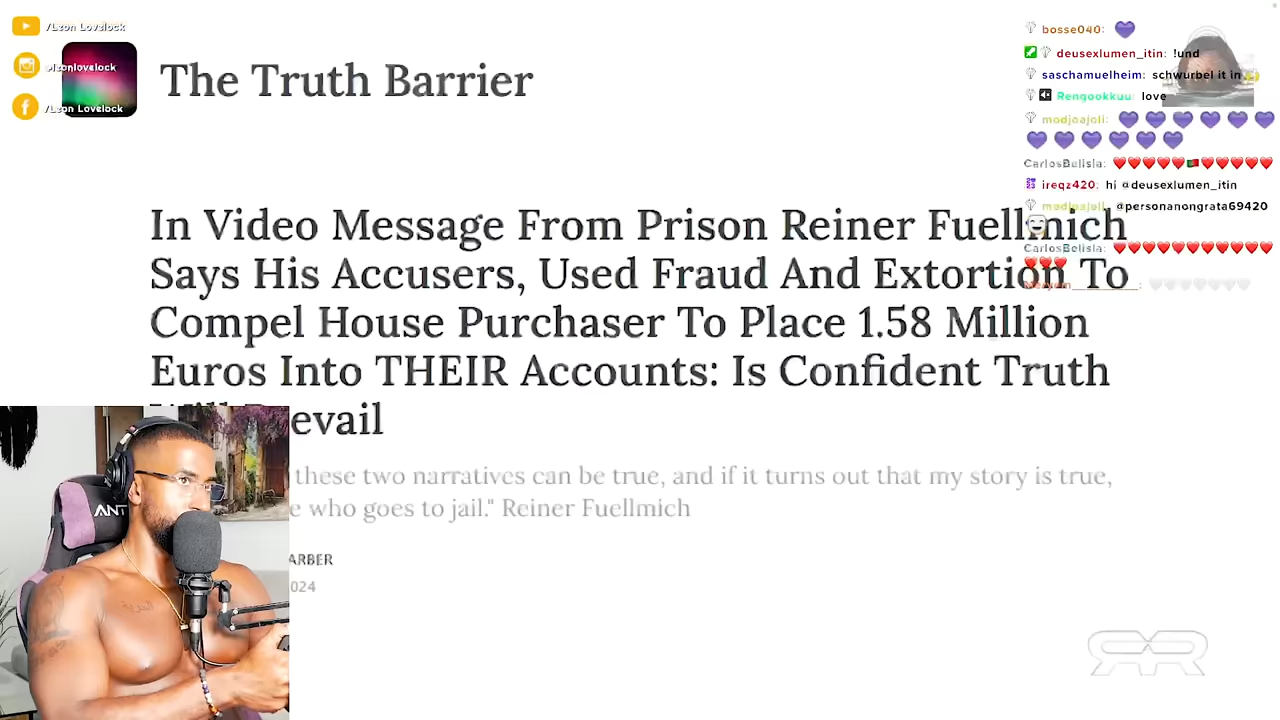 /Leon Lovelock
leonlovelock
/Leon Lovelock
The Truth Barrier
In Video Message From Prison Reiner Fuellmich
Says His Accusers, Used Fraud And Extortion To
Compel House Purchaser To Place 1.58 Million
Euros Into THEIR Accounts: Is Confident Truth
evail
these two narratives can be true, and if it turns out that my story is true,
who goes to jail." Reiner Fuellmich
ARBER
024
ANT
bosse040:
deusexlumen_itin: !und
saschamuelheim: schwurbel it in
Rengookkuu: love
modjoajoli:
CarlosBelisla:
ireqz420: hi @deusexlumen_itin
modjoajoli: @personanongrata69420
CarlosBelisla:
RR